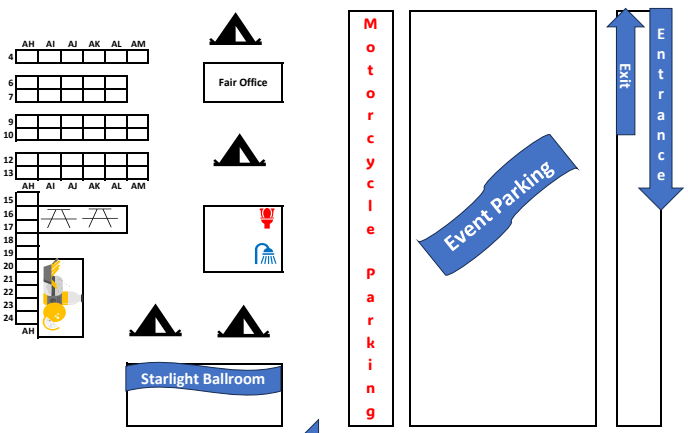 AH AI AJ AK AL AM
4
6
7
9
10
12
13
AH AI AJ AK AL AM
15
16
17
18
19
20
21
22
23
24
AH
Fair Office
Starlight Ballroom
Motorcycle Parking
Event Parking
Exit
Entrance